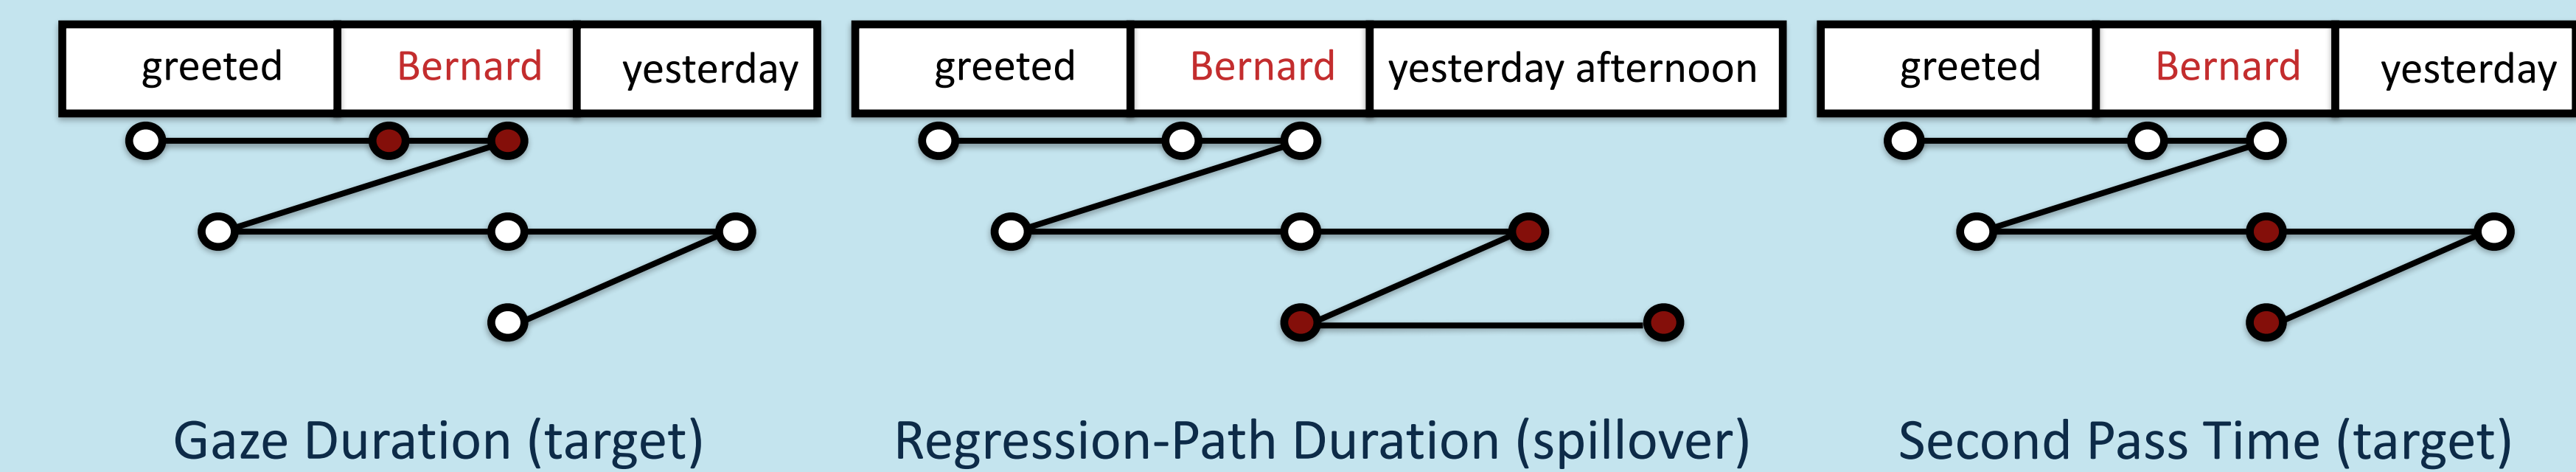 greeted Bernard yesterday
greeted Bernard yesterday afternoon
greeted Bernard yesterday
Gaze Duration (target)
Regression-Path Duration (spillover)
Second Pass Time (target)